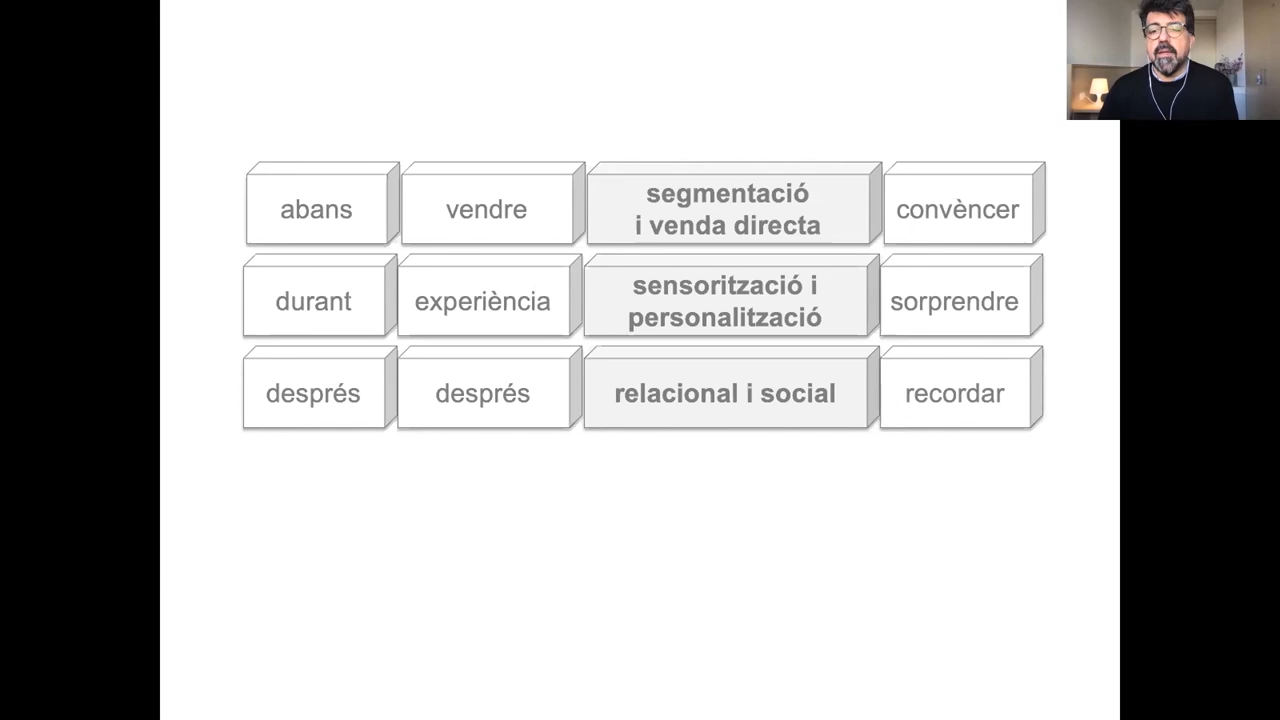 abans
vendre
segmentació
i venda directa
convèncer
durant
experiència
sensorització i
personalització
sorprendre
després
després
relacional i social
recordar